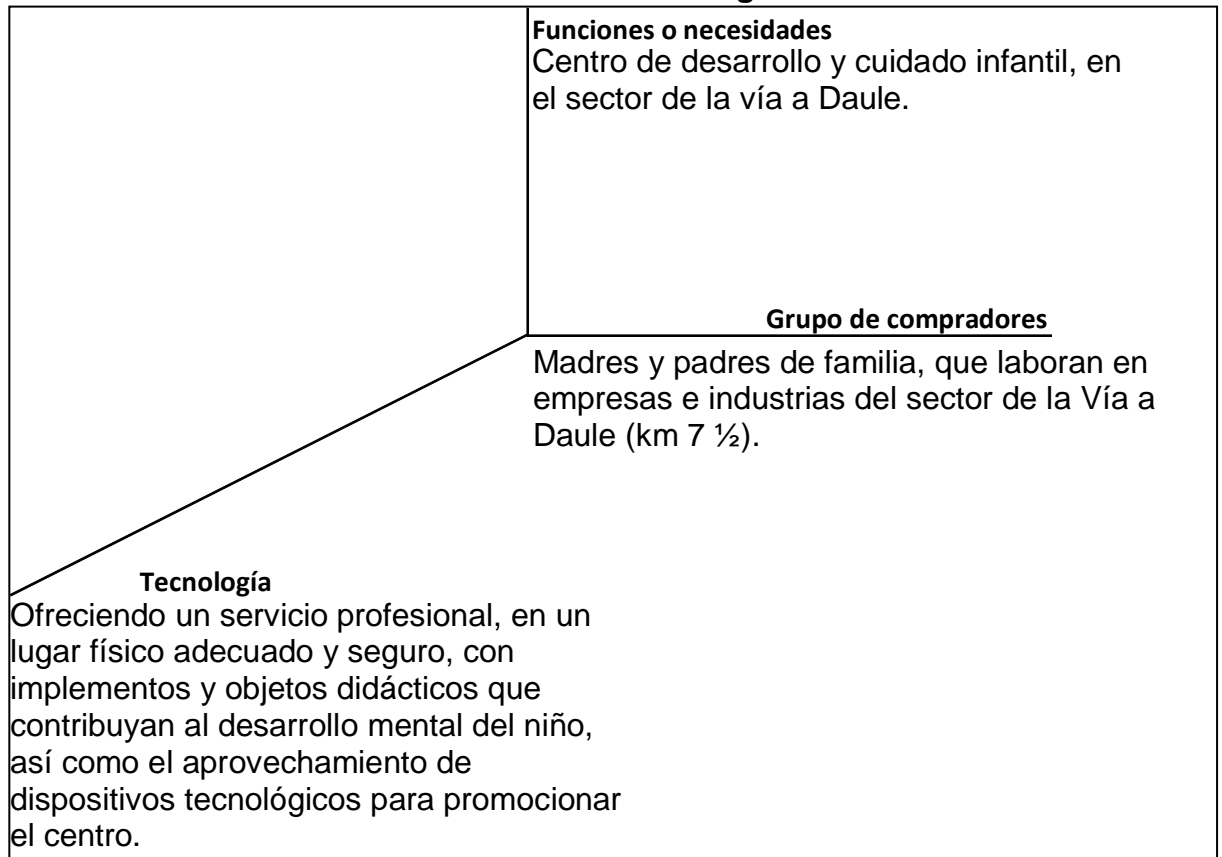 Funciones o necesidades
Centro de desarrollo y cuidado infantil, en
el sector de la vía a Daule.
Grupo de compradores
Madres y padres de familia, que laboran en
empresas e industrias del sector de la Vía a
Daule (km 7 ½).
Tecnología
Ofreciendo un servicio profesional, en un
lugar físico adecuado y seguro, con
implementos y objetos didácticos que
contribuyan al desarrollo mental del niño,
así como el aprovechamiento de
dispositivos tecnológicos para promocionar
el centro.